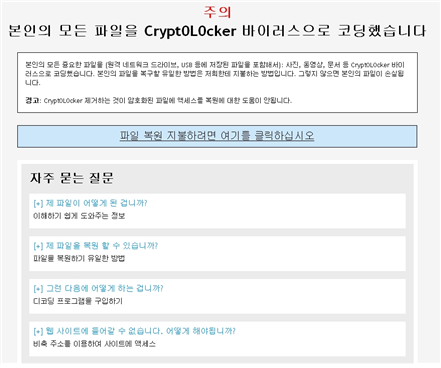 주의
본인의 모든 파일을 Crypt0L0cker 바이러스으로 코딩했습니다
본인의 모든 중요한 파일을 (원격 네트워크 드라이브, USB 등에 저장된 파일을 포함해서): 사진, 동영상, 문서 등 Crypt0L0cker 바이
러스으로 코딩했습니다. 본인의 파일을 복구할 유일한 방법은 저희한테 지불하는 방법입니다. 그렇지 않으면 본인의 파일이 손실됩
니다.
경고: Crypt0L0cker 제거하는 것이 암호화된 파일에 액세스를 복원에 대한 도움이 안됩니다.
파일 복원 지불하려면 여기를 클릭하십시오
자주 묻는 질문
[+] 제 파일이 어떻게 된 겁니까?
이해하기 쉽게 도와주는 정보
[+] 제 파일을 복원 할 수 있습니까?
파일을 복원하기 유일한 방법
[+] 그런 다음에 어떻게 하는 겁니까?
디코딩 프로그램을 구입하기
[+] 웹 사이트에 들어갈 수 없습니다, 어떻게 해야됩니까?
비축 주소를 이용하여 사이트에 액세스